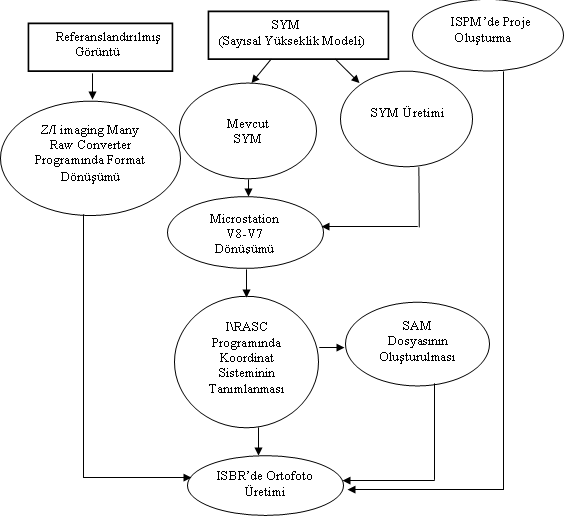 Referanslandırılmış
Görüntü
SYM
(Sayısal Yükseklik Modeli)
ISPM'de Proje
Oluşturma
Z/I imaging Many
Raw Converter
Programında Format
Dönüşümü
Mevcut
SYM
SYM Üretimi
Microstation
V8-V7
Dönüşümü
I\RASC
Programında
Koordinat
Sisteminin
Tanımlanması
SAM
Dosyasının
Oluşturulması
ISBR'de Ortofoto
Üretimi